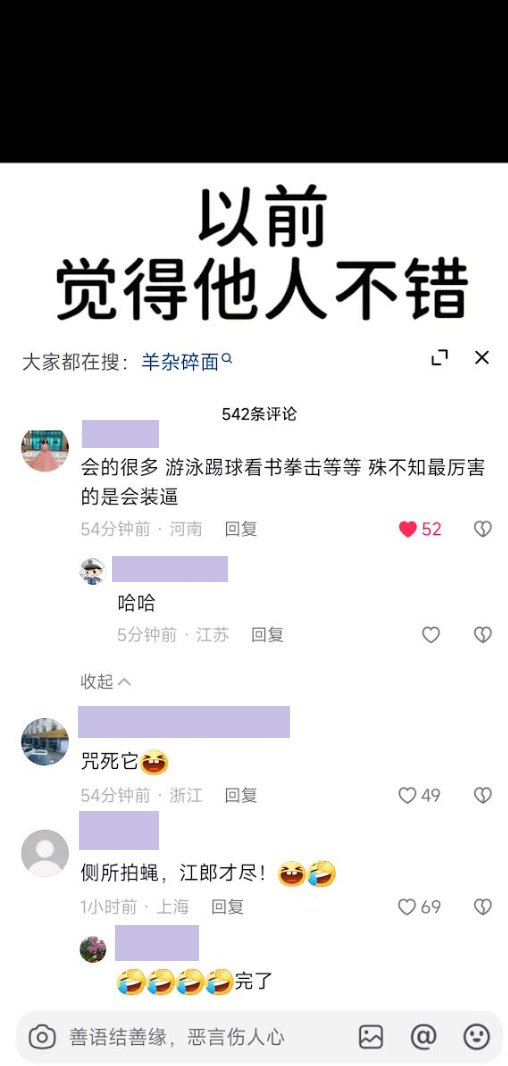 以前
觉得他人不错
大家都在搜：羊杂碎面
542条评论
会的很多 游泳踢球看书拳击等等 殊不知最厉害
的是会装逼
54分钟前 · 河南 回复 52
哈哈
5分钟前 · 江苏 回复
收起
咒死它
54分钟前 · 浙江 回复 49
侧所拍蝇，江郎才尽！
1小时前 · 上海 回复 69
完了
善语结善缘，恶言伤人心